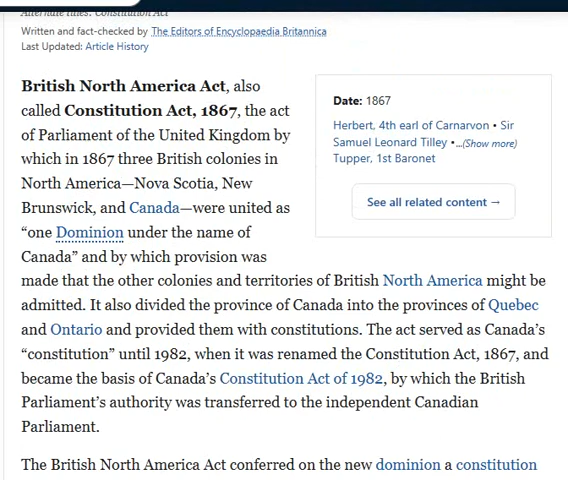 Alternate titles: Constitution Act
Written and fact-checked by The Editors of Encyclopaedia Britannica
Last Updated: Article History
British North America Act, also
called Constitution Act, 1867, the act
of Parliament of the United Kingdom by
which in 1867 three British colonies in
North America—Nova Scotia, New
Brunswick, and Canada—were united as
“one Dominion under the name of
Canada” and by which provision was
made that the other colonies and territories of British North America might be
admitted. It also divided the province of Canada into the provinces of Quebec
and Ontario and provided them with constitutions. The act served as Canada’s
“constitution” until 1982, when it was renamed the Constitution Act, 1867, and
became the basis of Canada’s Constitution Act of 1982, by which the British
Parliament’s authority was transferred to the independent Canadian
Parliament.
Date: 1867
Herbert, 4th earl of Carnarvon • Sir
Samuel Leonard Tilley •...(Show more)
Tupper, 1st Baronet
See all related content →
The British North America Act conferred on the new dominion a constitution